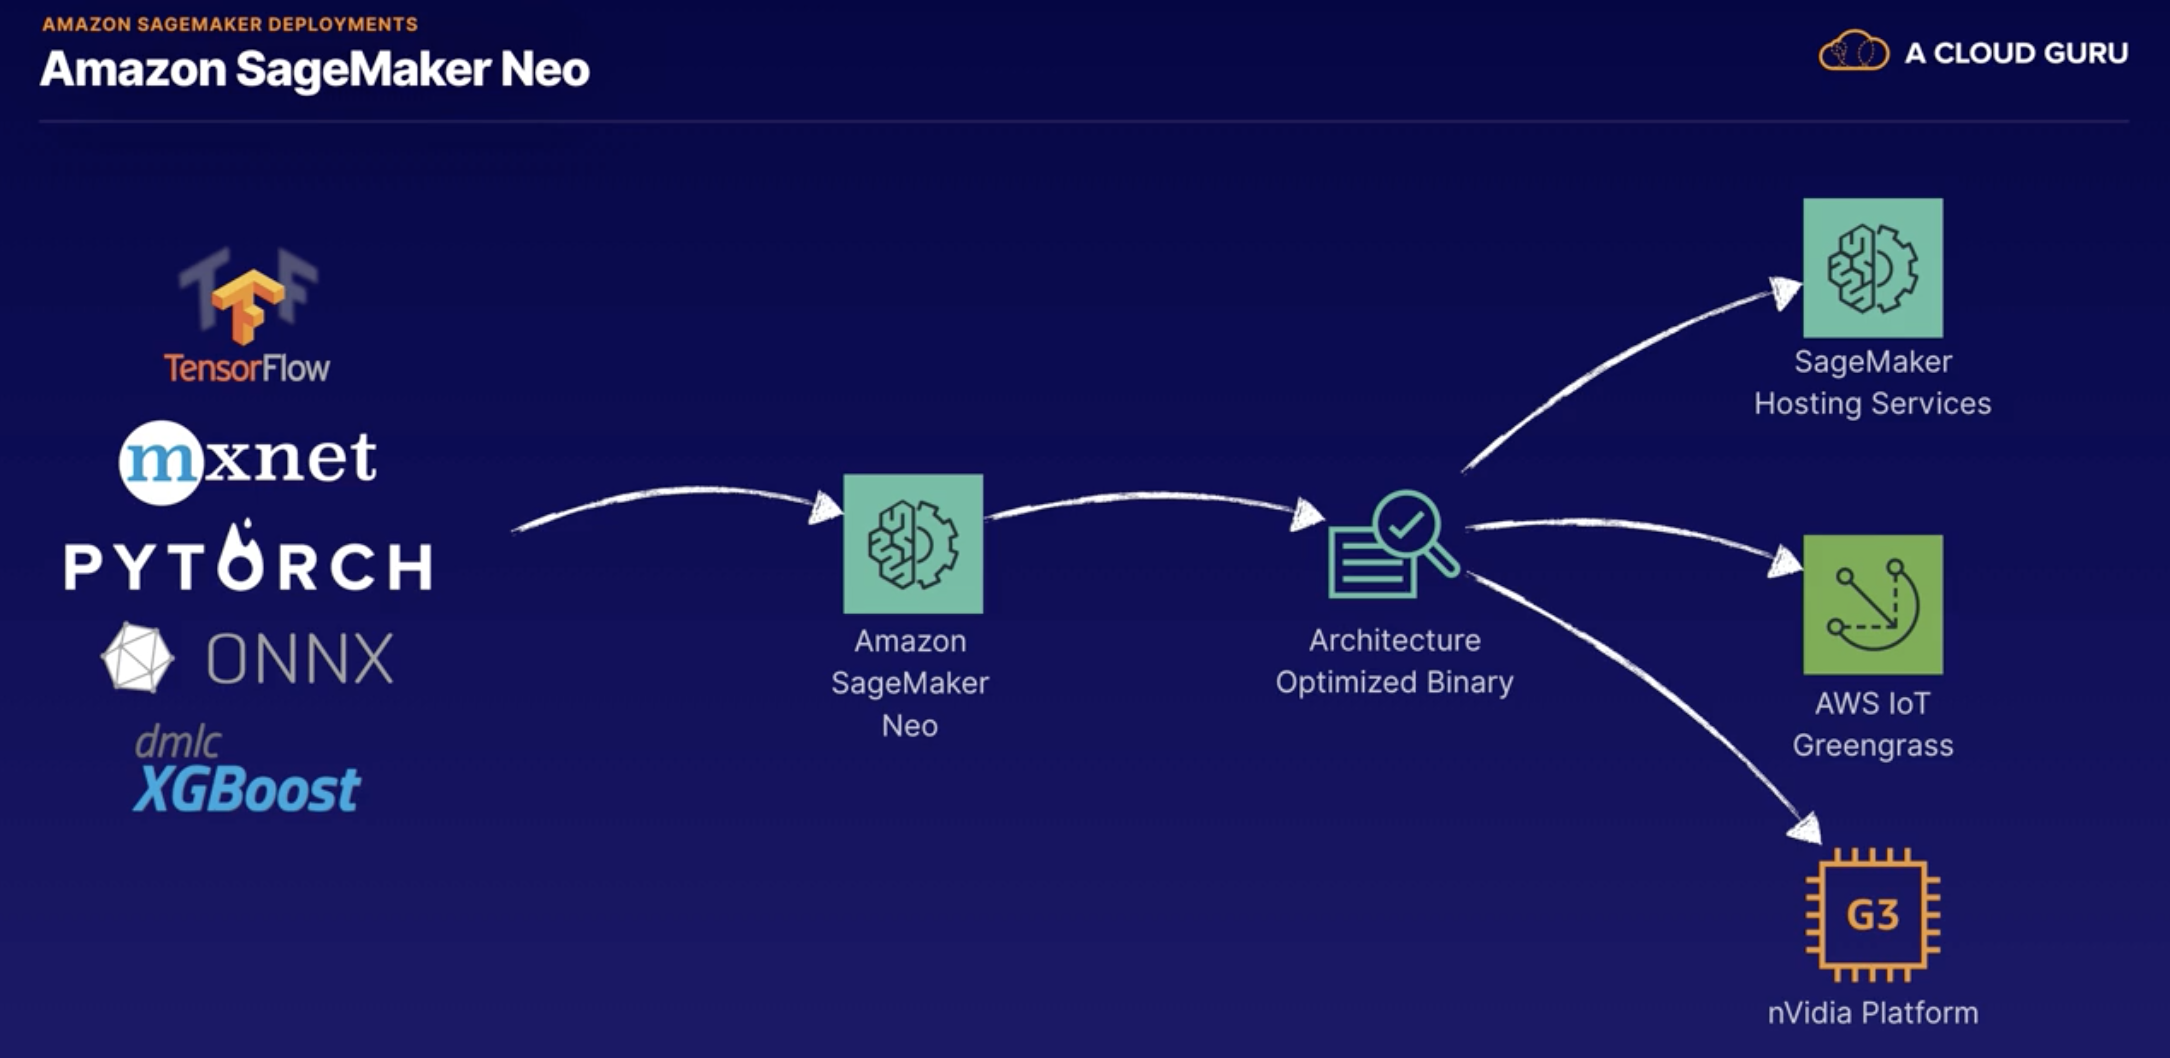 AMAZON SAGEMAKER DEPLOYMENTS
Amazon SageMaker Neo
A CLOUD GURU
TF
TensorFlow
mxnet
PYTORCH
ONNX
dmlc
XGBoost
Amazon
SageMaker
Neo
Architecture
Optimized Binary
SageMaker
Hosting Services
AWS IoT
Greengrass
G3
nVidia Platform